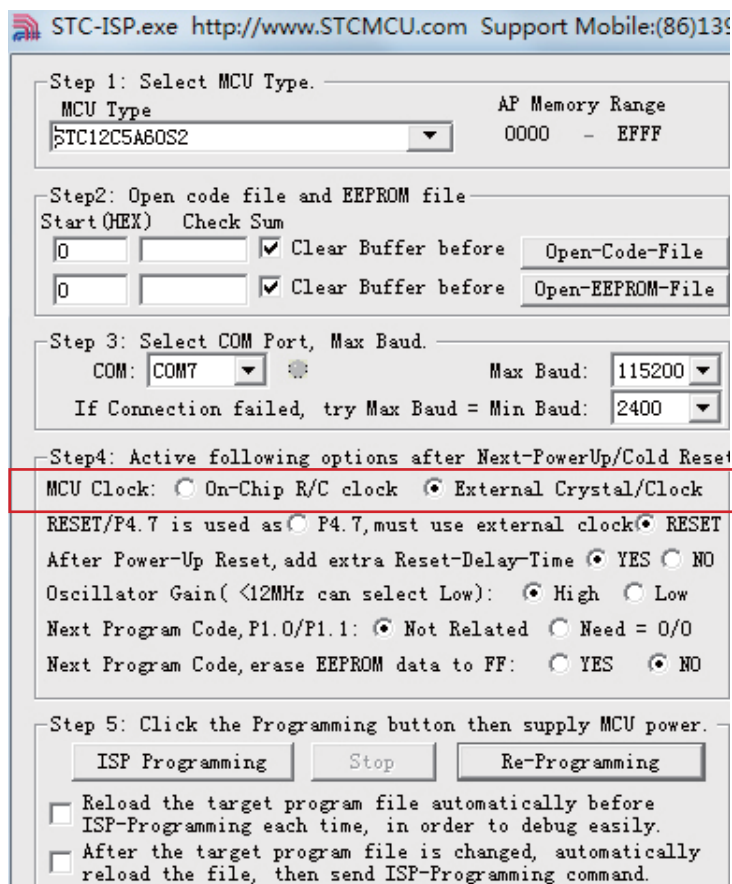 STC-ISP.exe http://www.STCMCU.com Support Mobile:(86)139
Step 1: Select MCU Type.
MCU Type AP Memory Range
STC12C5A60S2 0000 - EFFF
Step2: Open code file and EEPROM file
Start(HEX) Check Sum
0 Clear Buffer before Open-Code-File
0 Clear Buffer before Open-EEPROM-File
Step 3: Select COM Port, Max Baud.
COM: COM7 Max Baud: 115200
If Connection failed, try Max Baud = Min Baud: 2400
Step4: Active following options after Next-PowerUp/Cold Reset
MCU Clock: On-Chip R/C clock External Crystal/Clock
RESET/P4.7 is used as P4.7, must use external clock RESET
After Power-Up Reset, add extra Reset-Delay-Time YES NO
Oscillator Gain( <12MHz can select Low): High Low
Next Program Code, P1.0/P1.1: Not Related Need = 0/0
Next Program Code, erase EEPROM data to FF: YES NO
Step 5: Click the Programming button then supply MCU power.
ISP Programming Stop Re-Programming
Reload the target program file automatically before
ISP-Programming each time, in order to debug easily.
After the target program file is changed, automatically
reload the file, then send ISP-Programming command.